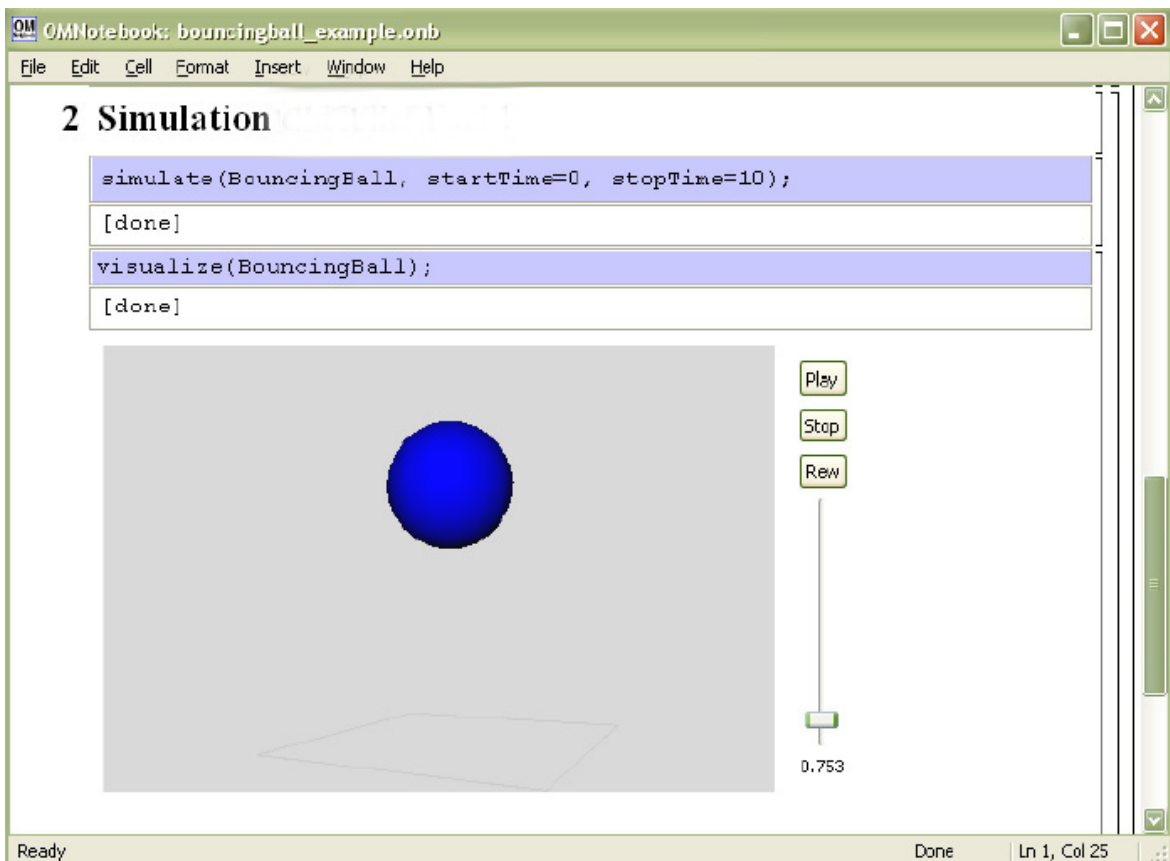 OMNotebook: bouncingball_example.onb
File Edit Cell Format Insert Window Help
2 Simulation
simulate(BouncingBall, startTime=0, stopTime=10);
[done]
visualize(BouncingBall);
[done]
Play
Stop
Rew
0.753
Ready Done Ln 1, Col 25